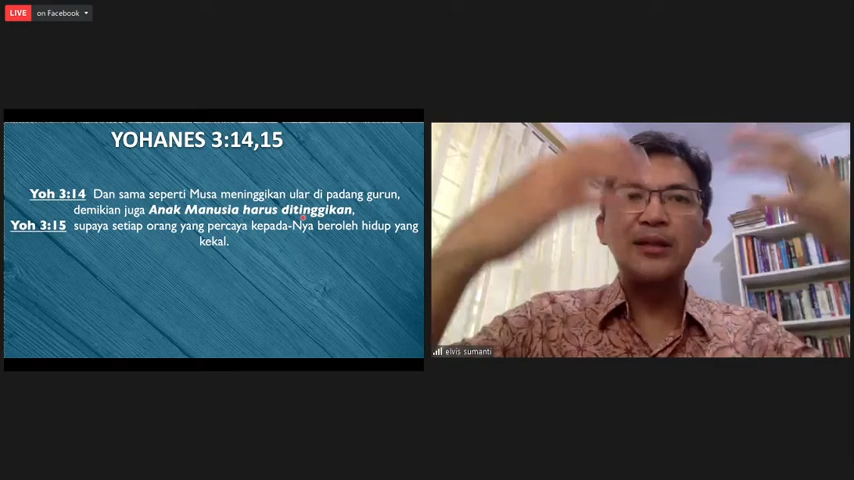 LIVE on Facebook
YOHANES 3:14,15
Yoh 3:14 Dan sama seperti Musa meninggikan ular di padang gurun,
demikian juga Anak Manusia harus ditinggikan,
Yoh 3:15 supaya setiap orang yang percaya kepada-Nya beroleh hidup yang
kekal.
elvis sumanti